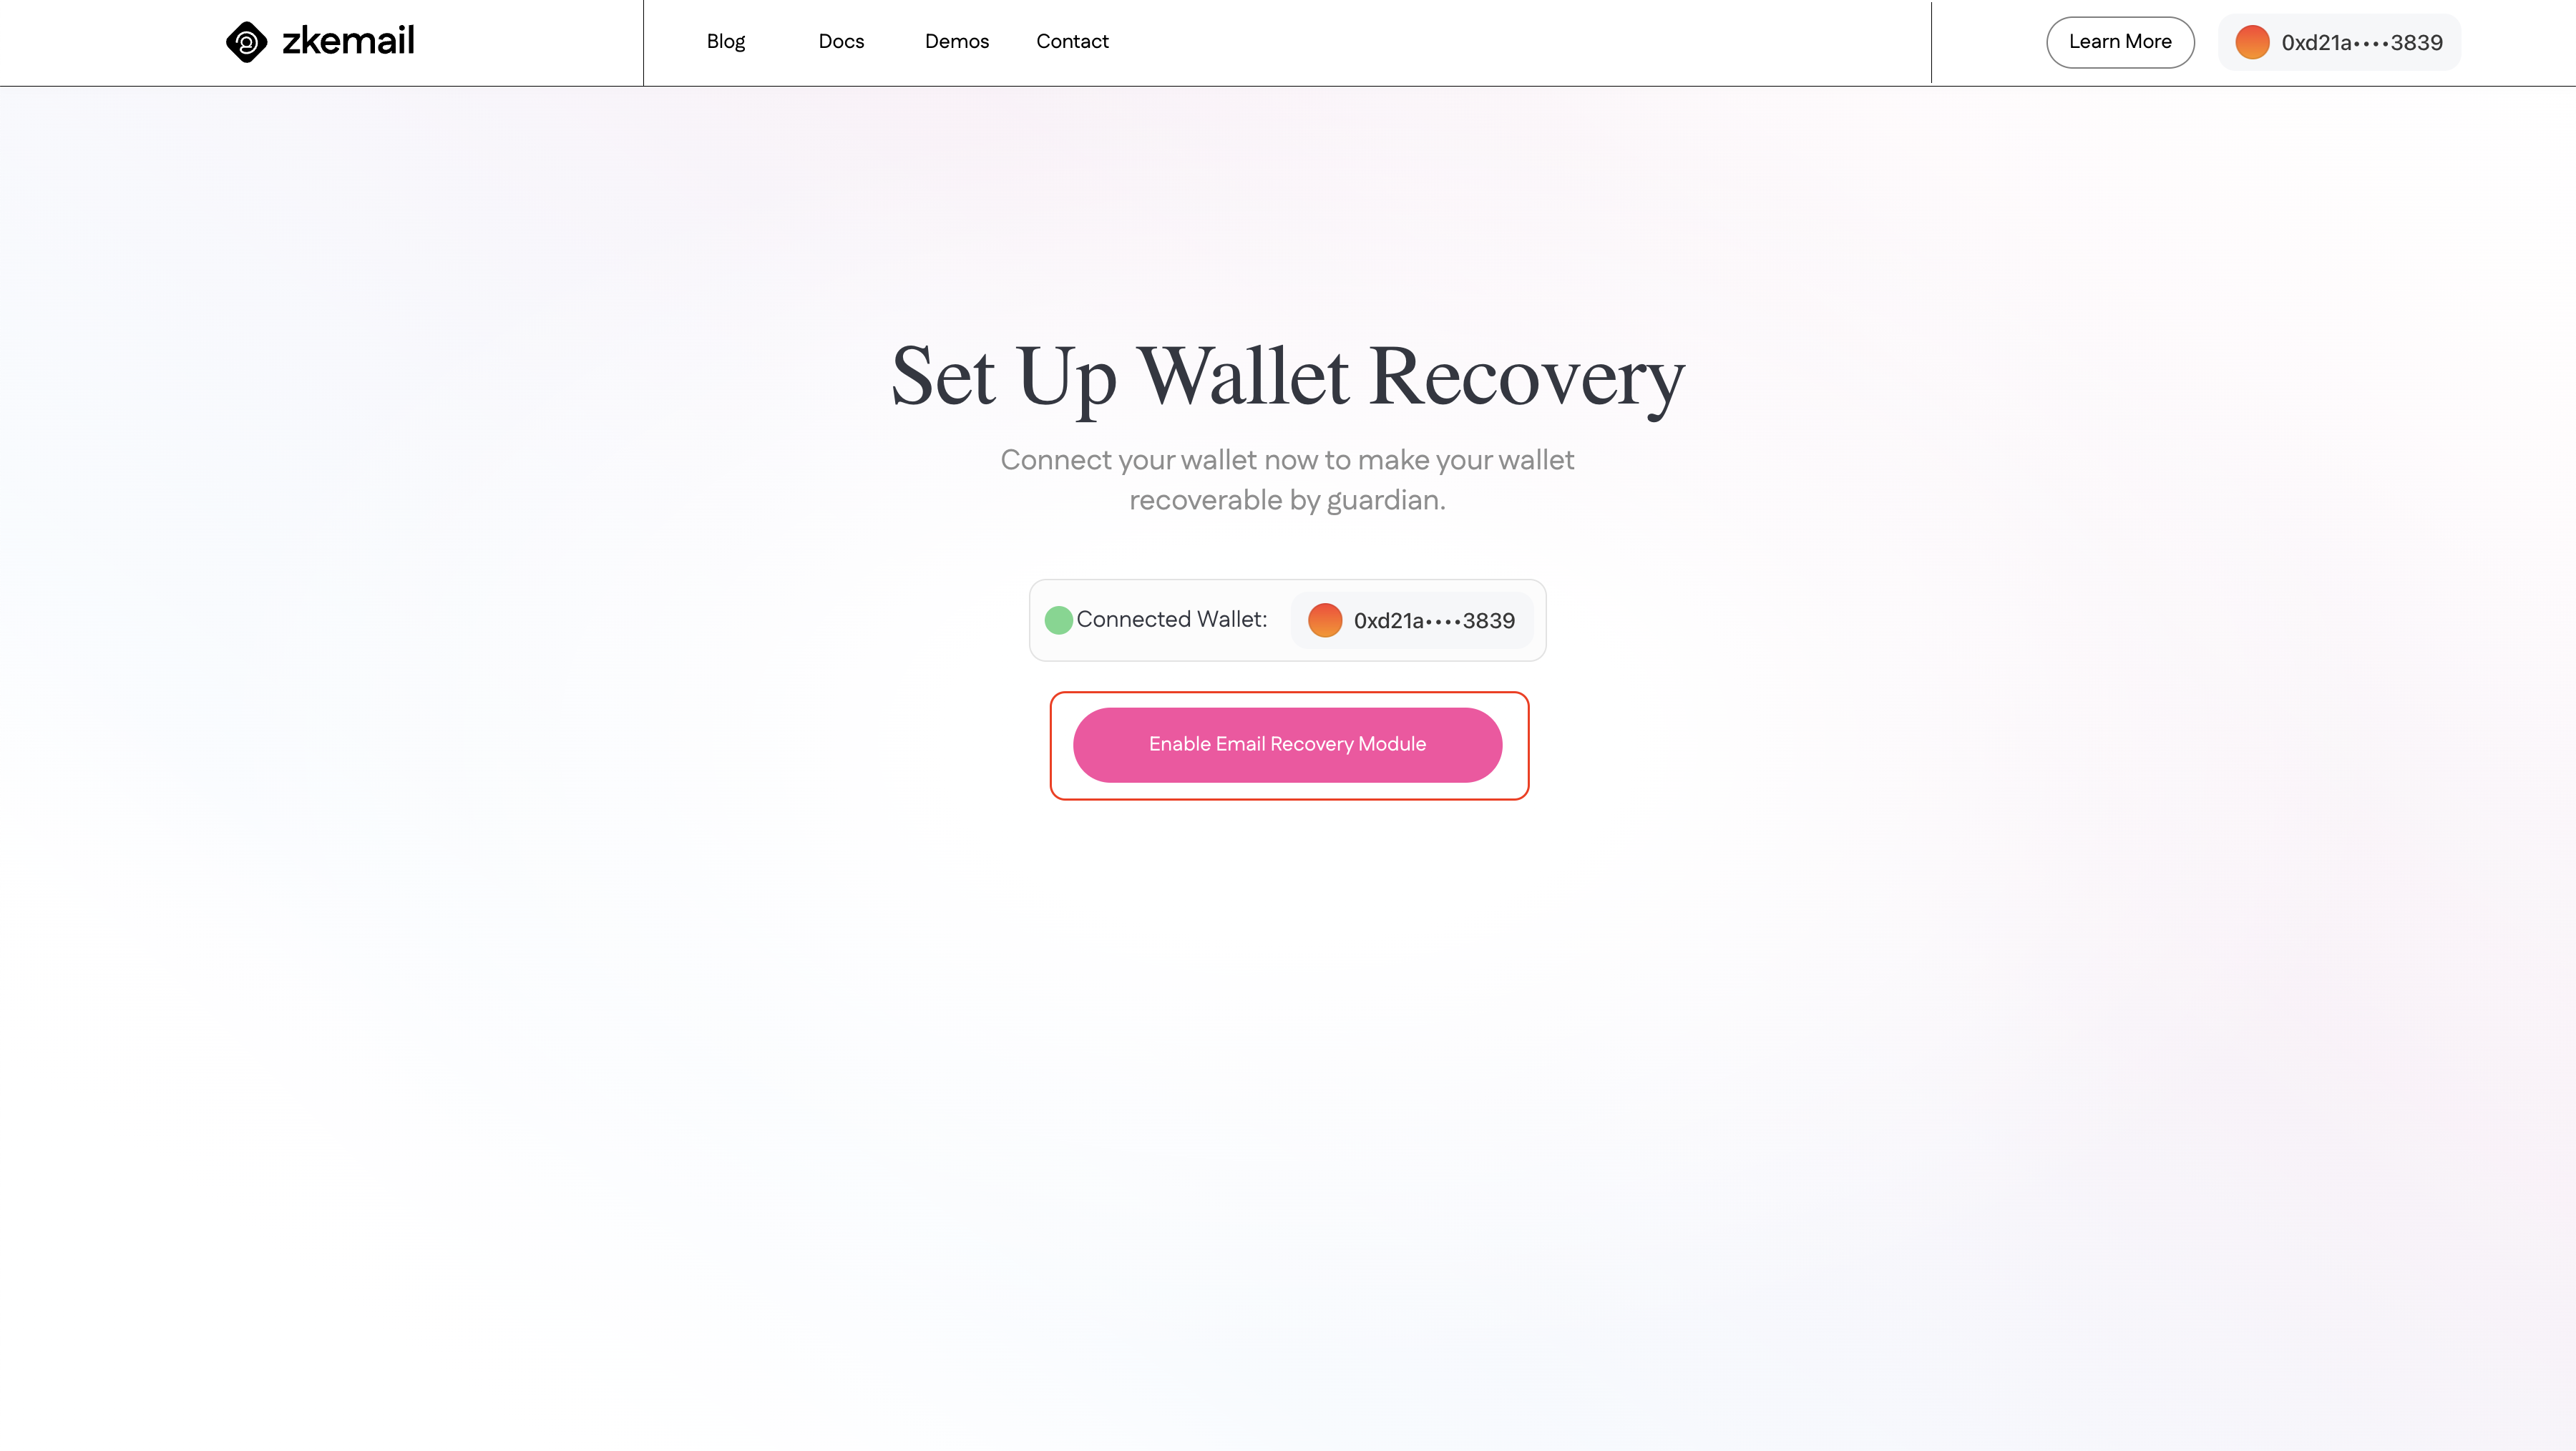 zkemail
Blog
Docs
Demos
Contact
Learn More
0xd21a••••3839
Set Up Wallet Recovery
Connect your wallet now to make your wallet
recoverable by guardian.
Connected Wallet:
0xd21a••••3839
Enable Email Recovery Module